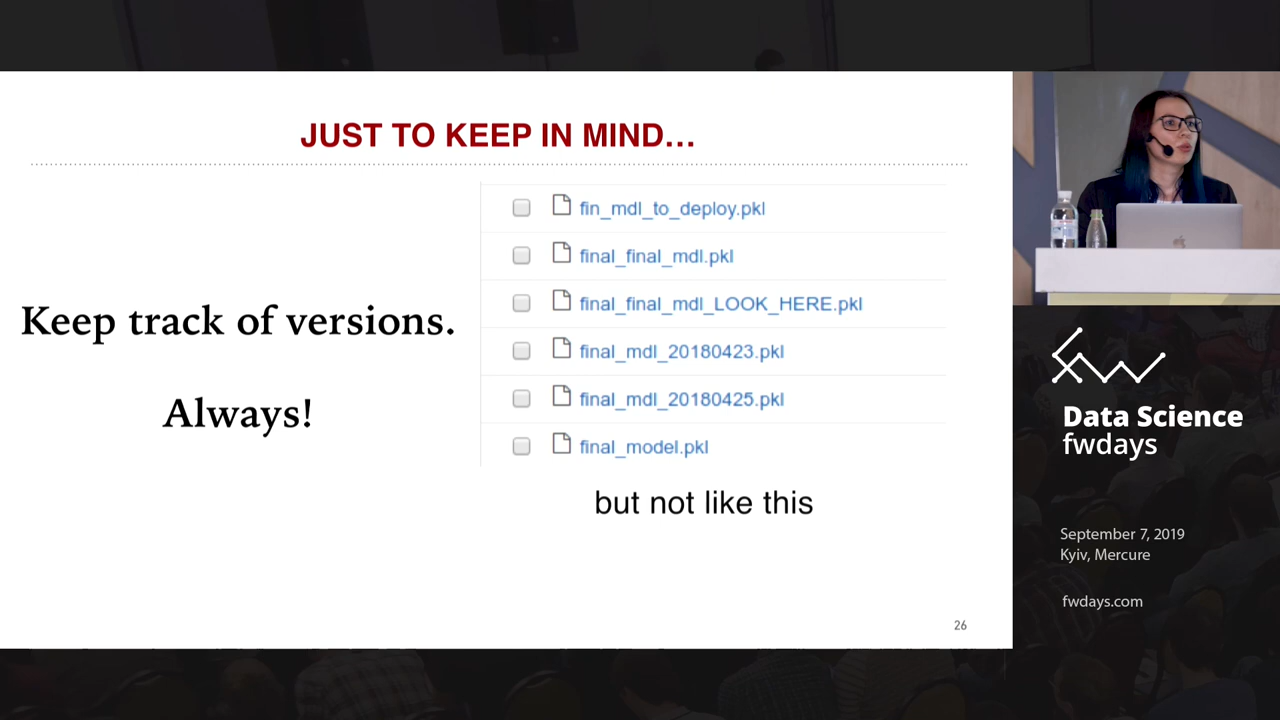 JUST TO KEEP IN MIND...
Keep track of versions.
Always!
fin_mdl_to_deploy.pkl
final_final_mdl.pkl
final_final_mdl_LOOK_HERE.pkl
final_mdl_20180423.pkl
final_mdl_20180425.pkl
final_model.pkl
but not like this
26
Data Science
fwdays
September 7, 2019
Kyiv, Mercure
fwdays.com